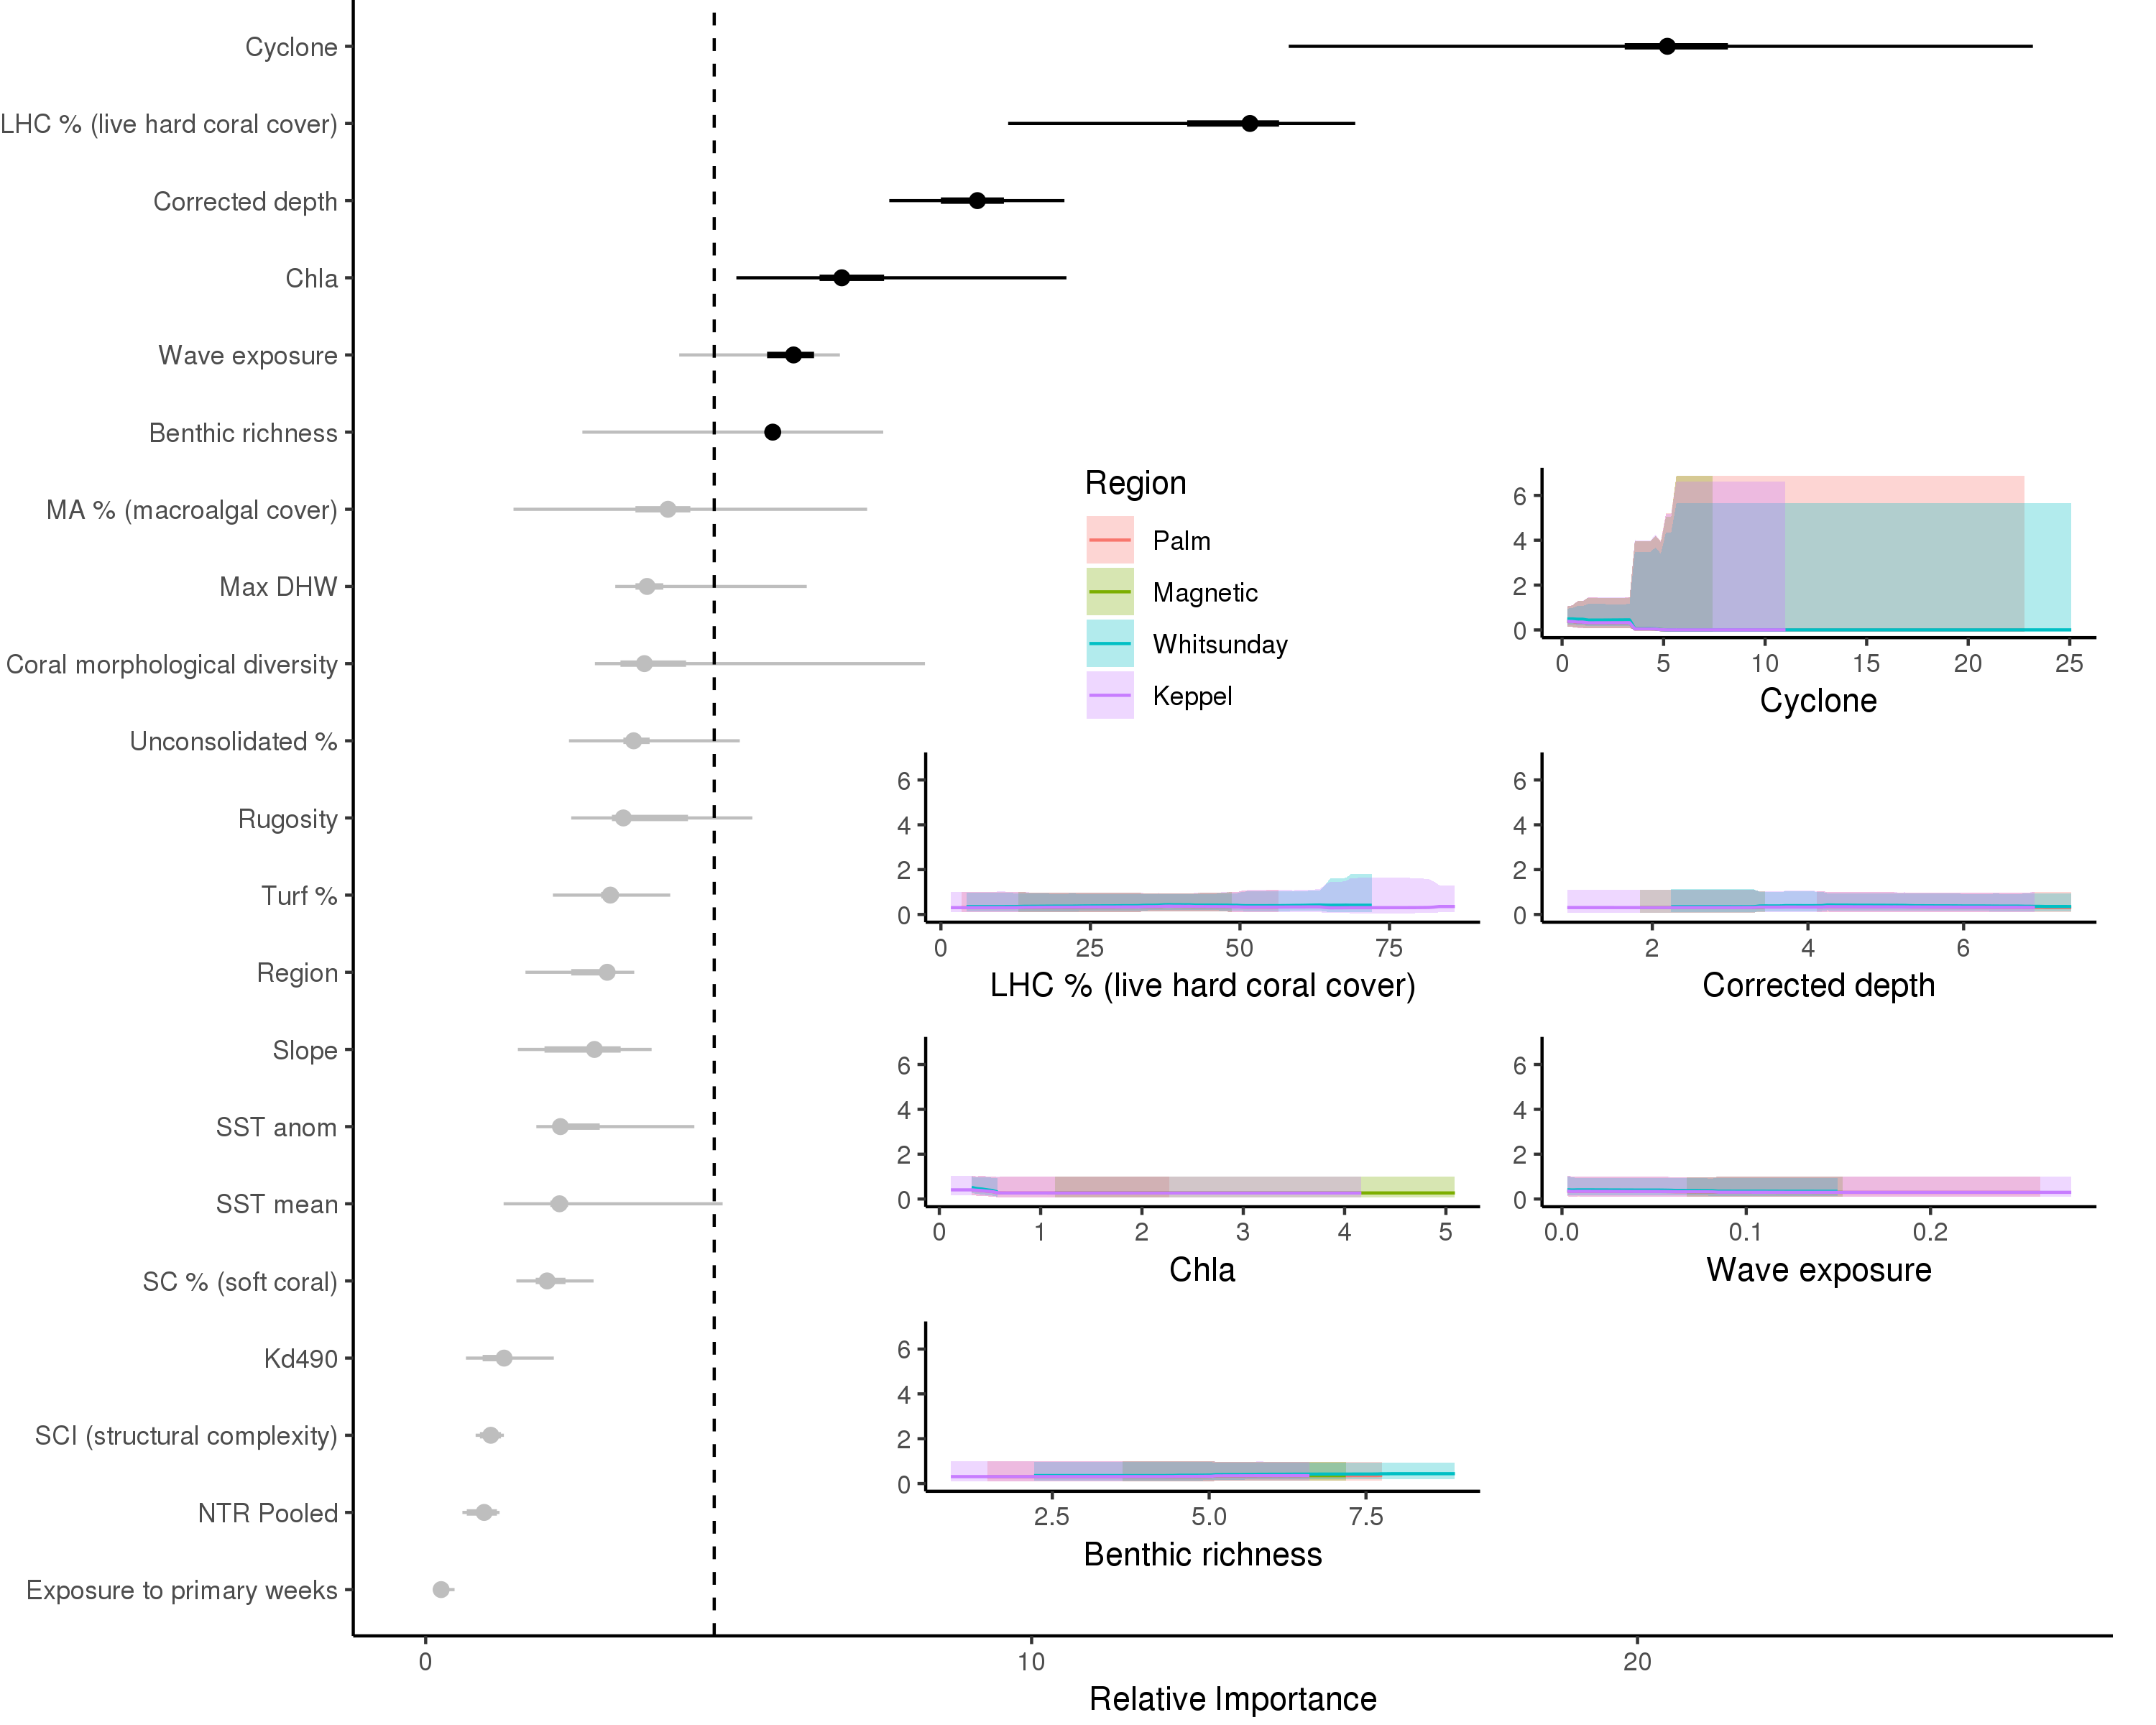 Cyclone
LHC % (live hard coral cover)
Corrected depth
Chla
Wave exposure
Benthic richness
MA % (macroalgal cover)
Max DHW
Coral morphological diversity
Unconsolidated %
Rugosity
Turf %
Region
Slope
SST anom
SST mean
SC % (soft coral)
Kd490
SCI (structural complexity)
NTR Pooled
Exposure to primary weeks
0 10 20
Relative Importance
Region
Palm
Magnetic
Whitsunday
Keppel
6
4
2
0
0 5 10 15 20 25
Cyclone
6
4
2
0
0 25 50 75
LHC % (live hard coral cover)
6
4
2
0
2 4 6
Corrected depth
6
4
2
0
0 1 2 3 4 5
Chla
6
4
2
0
0.0 0.1 0.2
Wave exposure
6
4
2
0
2.5 5.0 7.5
Benthic richness